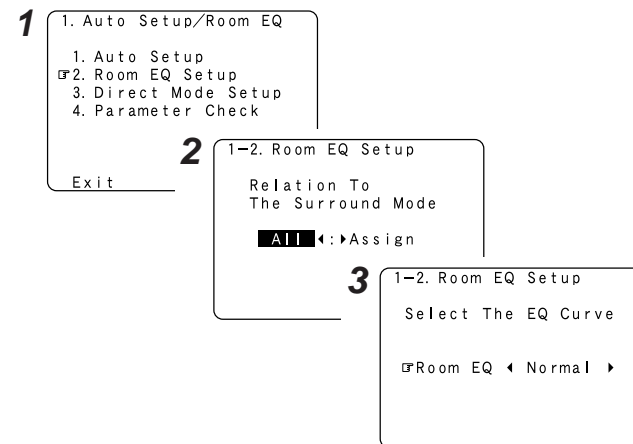 1
1. Auto Setup/Room EQ
1. Auto Setup
☞2. Room EQ Setup
3. Direct Mode Setup
4. Parameter Check
Exit
2
1-2. Room EQ Setup
Relation To
The Surround Mode
All ◂:▸Assign
3
1-2. Room EQ Setup
Select The EQ Curve
☞Room EQ ◂ Normal ▸